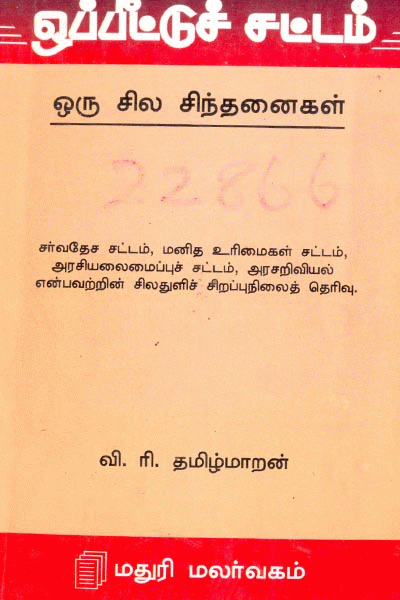 ஒப்பீட்டுச் சட்டம்
ஒரு சில சிந்தனைகள்
22866
சர்வதேச சட்டம், மனித உரிமைகள் சட்டம்,
அரசியலைமைப்புச் சட்டம், அரசறிவியல்
என்பவற்றின் சிலதுளிச் சிறப்புநிலைத் தெரிவு.
வி. ரி. தமிழ்மாறன்
மதுரி மலர்வகம்